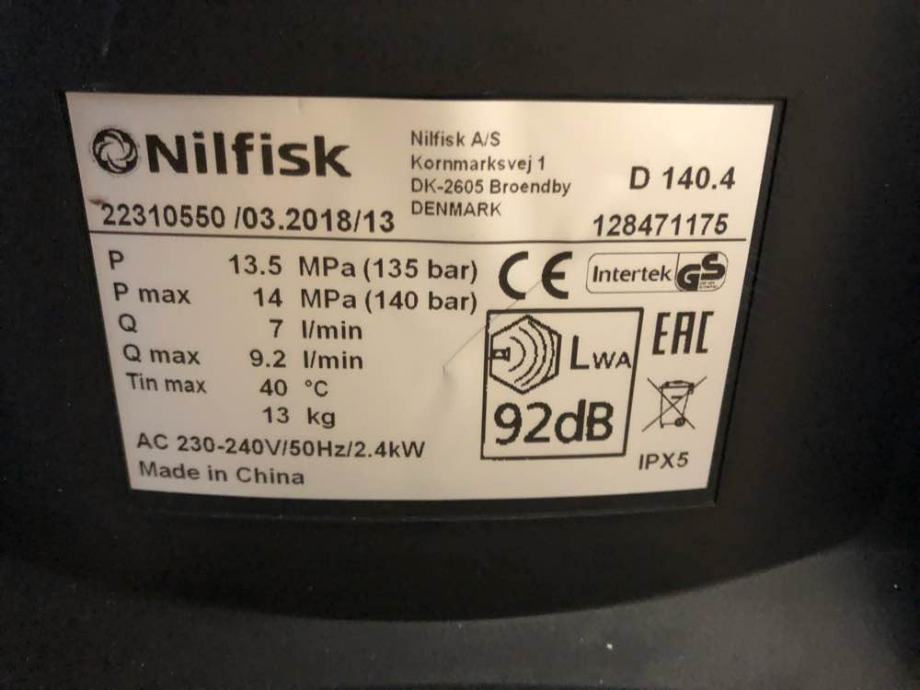 Nilfisk
Nilfisk A/S
Kornmarksvej 1
DK-2605 Broendby
DENMARK
D 140.4
22310550 /03.2018/13
128471175
P 13.5 MPa (135 bar)
P max 14 MPa (140 bar)
Q 7 l/min
Q max 9.2 l/min
Tin max 40 °C
13 kg
AC 230-240V/50Hz/2.4kW
Made in China
CE
Intertek GS
EAC
LWA
92dB
IPX5